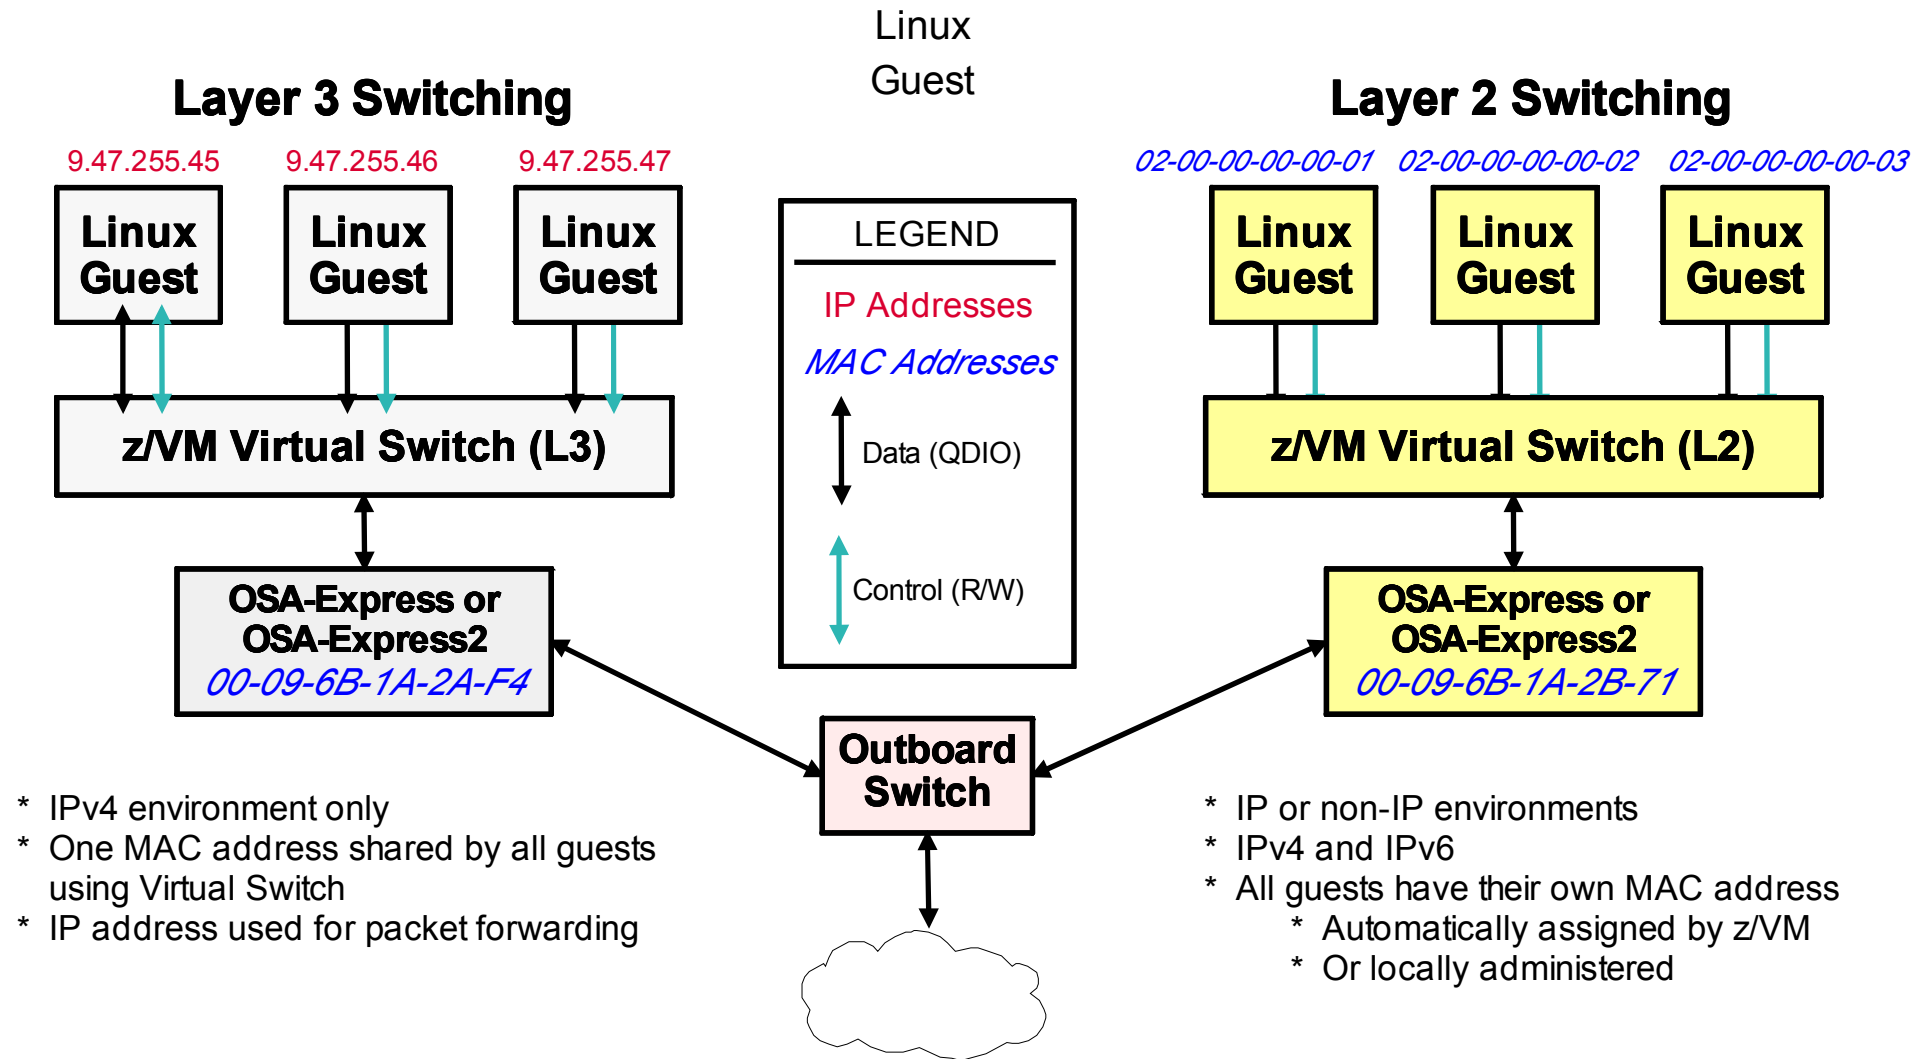 Linux
Guest
Layer 3 Switching
9.47.255.45
9.47.255.46
9.47.255.47
Linux
Guest
Linux
Guest
Linux
Guest
z/VM Virtual Switch (L3)
OSA-Express or
OSA-Express2
00-09-6B-1A-2A-F4
* IPv4 environment only
* One MAC address shared by all guests
using Virtual Switch
* IP address used for packet forwarding
LEGEND
IP Addresses
MAC Addresses
Data (QDIO)
Control (R/W)
Outboard
Switch
Layer 2 Switching
02-00-00-00-00-01
02-00-00-00-00-02
02-00-00-00-00-03
Linux
Guest
Linux
Guest
Linux
Guest
z/VM Virtual Switch (L2)
OSA-Express or
OSA-Express2
00-09-6B-1A-2B-71
* IP or non-IP environments
* IPv4 and IPv6
* All guests have their own MAC address
* Automatically assigned by z/VM
* Or locally administered